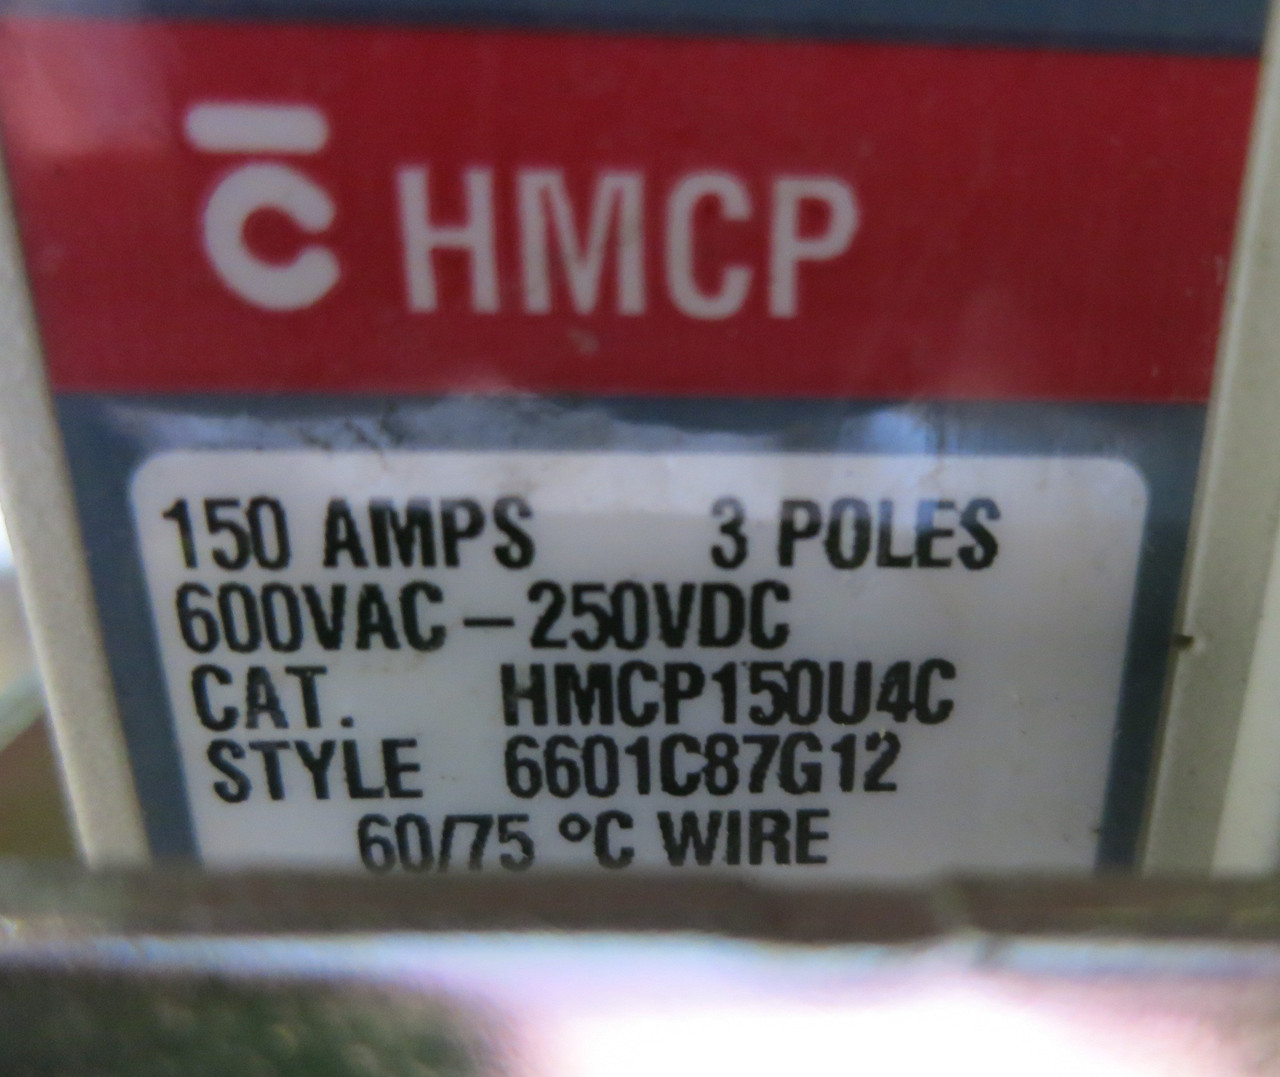 C HMCP
150 AMPS 3 POLES
600VAC – 250VDC
CAT. HMCP150U4C
STYLE 6601C87G12
60/75 °C WIRE